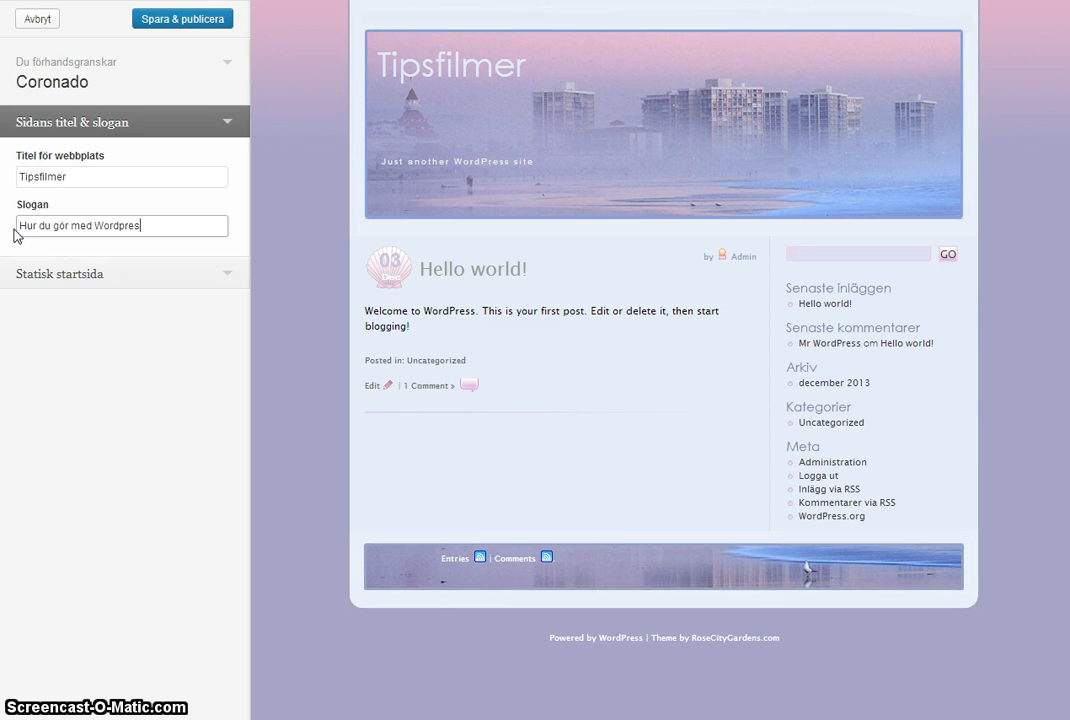 Avbryt
Spara & publicera
Du förhandsgranskar
Coronado
Sidans titel & slogan
Titel för webbplats
Tipsfilmer
Slogan
Hur du gör med Wordpres
Statisk startsida
Tipsfilmer
Just another WordPress site
03
Dec
Hello world!
by Admin
Welcome to WordPress. This is your first post. Edit or delete it, then start
blogging!
Posted in: Uncategorized
Edit | 1 Comment »
GO
Senaste inläggen
Hello world!
Senaste kommentarer
Mr WordPress om Hello world!
Arkiv
december 2013
Kategorier
Uncategorized
Meta
Administration
Logga ut
Inlägg via RSS
Kommentarer via RSS
WordPress.org
Entries | Comments
Powered by WordPress | Theme by RoseCityGardens.com
Screencast-O-Matic.com